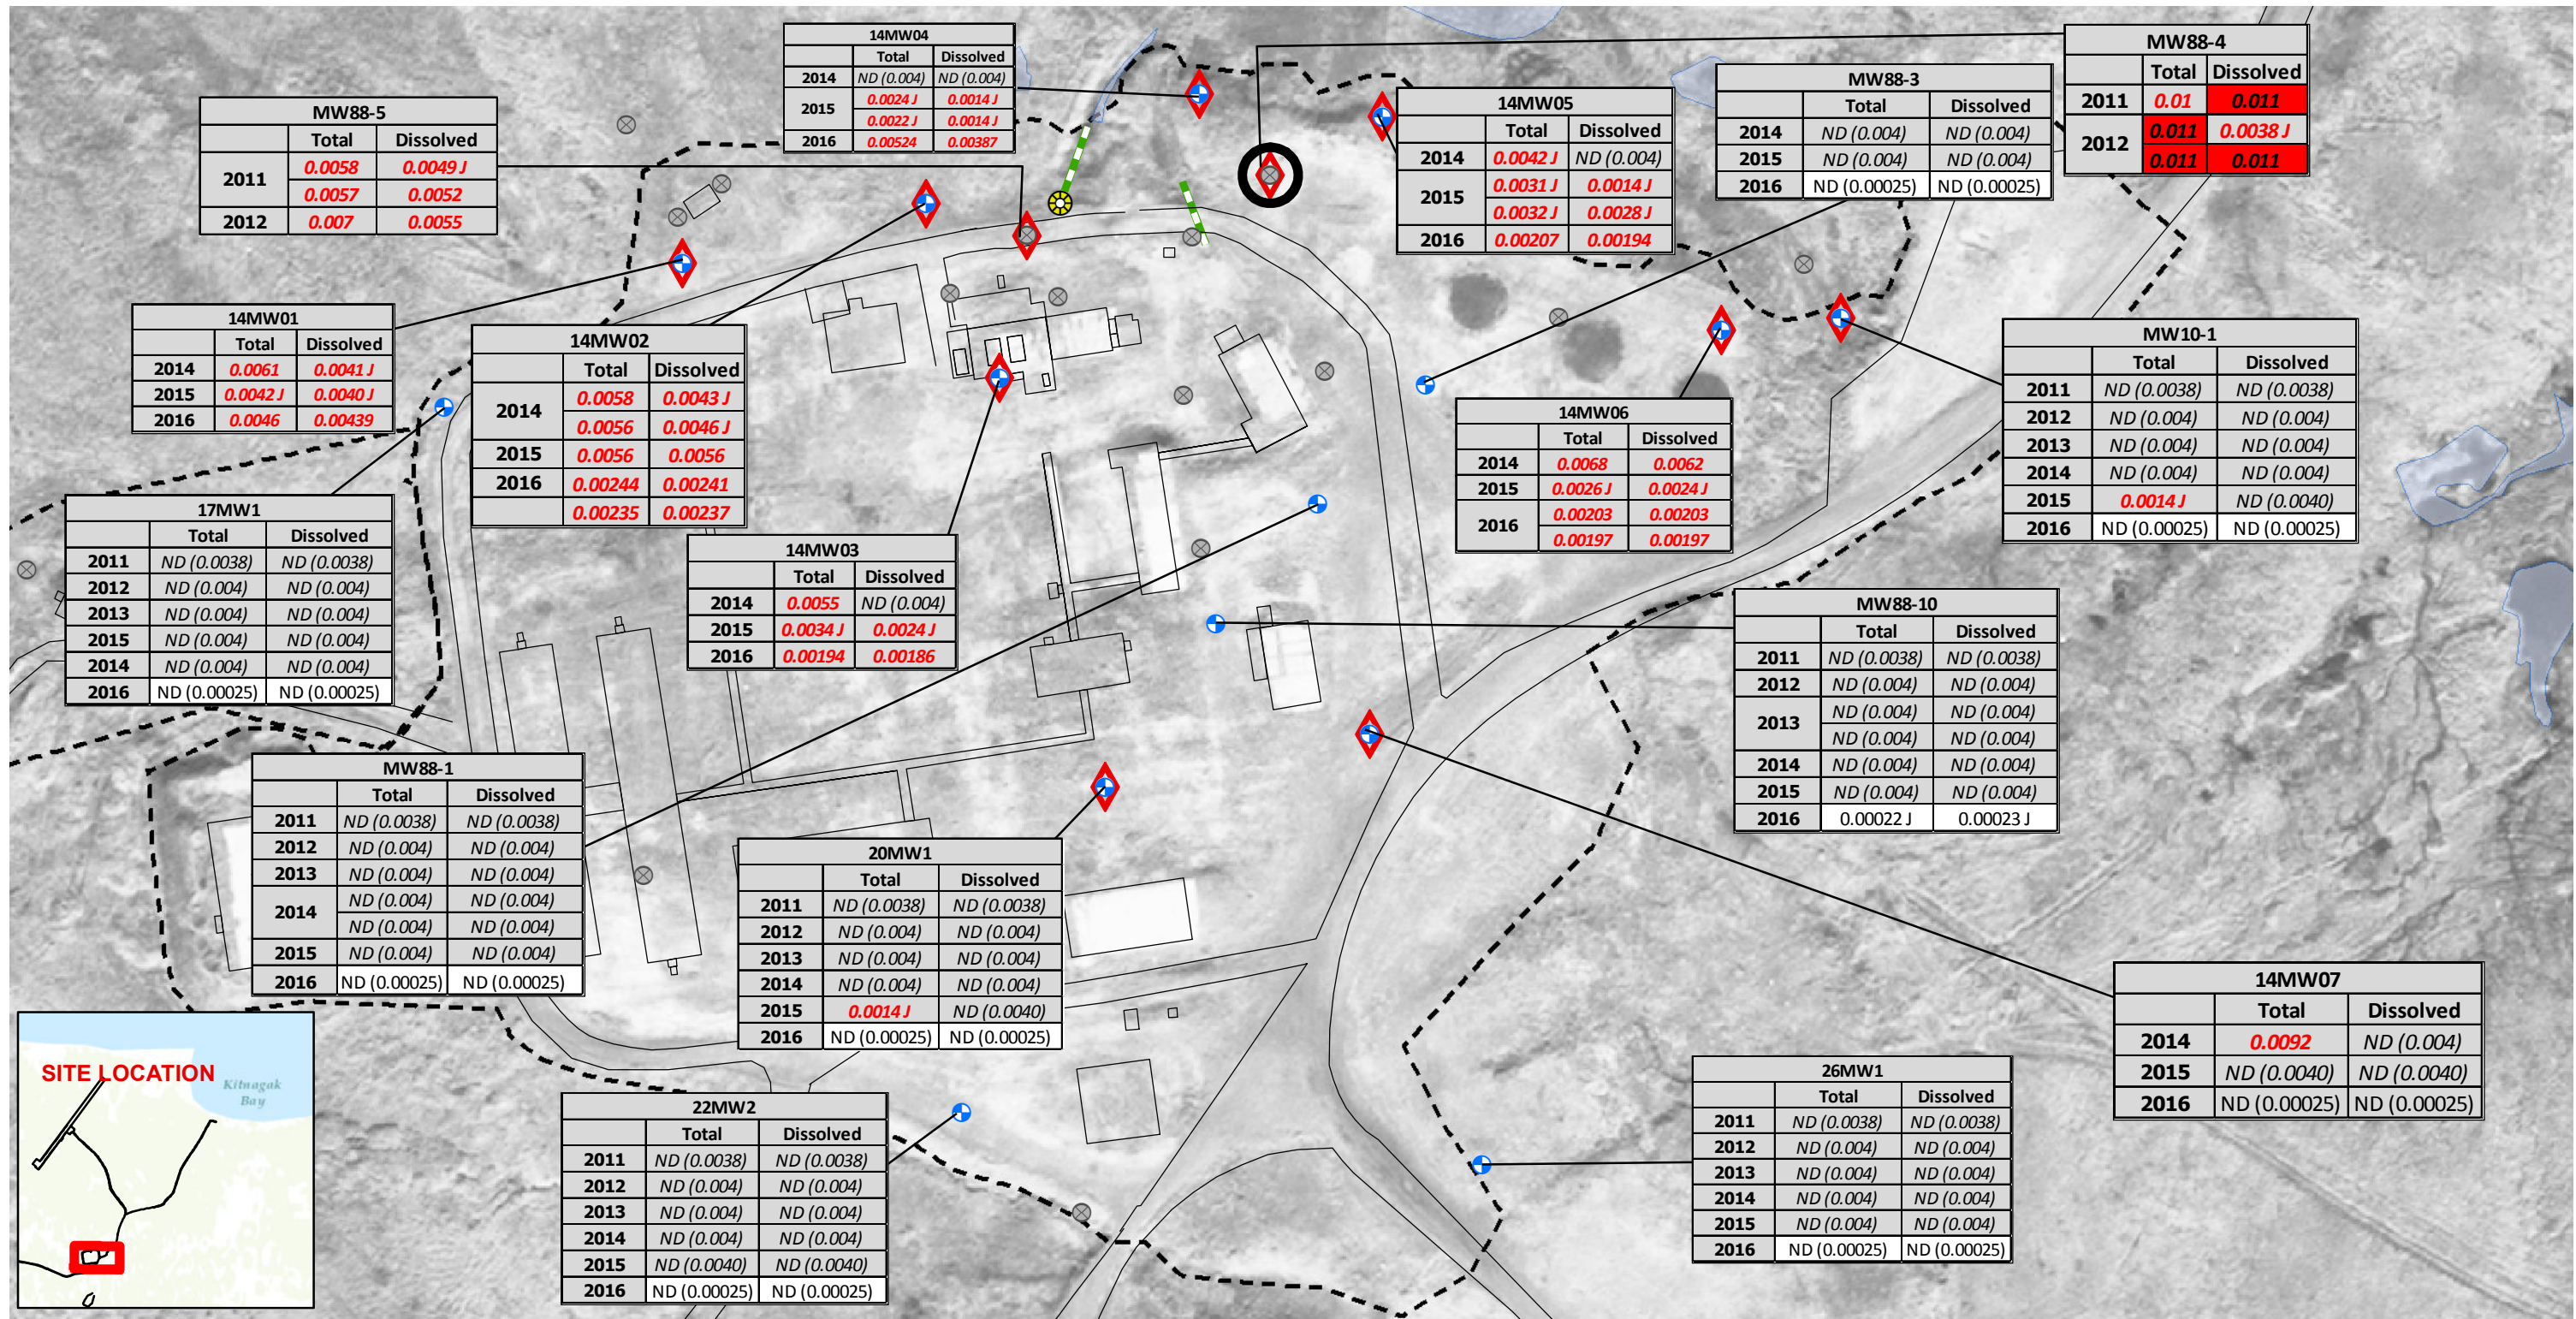 14MW04
Total Dissolved
2014 ND (0.004) ND (0.004)
2015 0.0024 J 0.0014 J
0.0022 J 0.0014 J
2016 0.00524 0.00387
MW88-4
Total Dissolved
2011 0.01 0.011
2012 0.011 0.0038 J
0.011 0.011
MW88-3
Total Dissolved
2014 ND (0.004) ND (0.004)
2015 ND (0.004) ND (0.004)
2016 ND (0.00025) ND (0.00025)
14MW05
Total Dissolved
2014 0.0042 J ND (0.004)
2015 0.0031 J 0.0014 J
0.0032 J 0.0028 J
2016 0.00207 0.00194
MW88-5
Total Dissolved
2011 0.0058 0.0049 J
0.0057 0.0052
2012 0.007 0.0055
14MW01
Total Dissolved
2014 0.0061 0.0041 J
2015 0.0042 J 0.0040 J
2016 0.0046 0.00439
14MW02
Total Dissolved
2014 0.0058 0.0043 J
0.0056 0.0046 J
2015 0.0056 0.0056
2016 0.00244 0.00241
0.00235 0.00237
MW10-1
Total Dissolved
2011 ND (0.0038) ND (0.0038)
2012 ND (0.004) ND (0.004)
2013 ND (0.004) ND (0.004)
2014 ND (0.004) ND (0.004)
2015 0.0014 J ND (0.0040)
2016 ND (0.00025) ND (0.00025)
14MW06
Total Dissolved
2014 0.0068 0.0062
2015 0.0026 J 0.0024 J
2016 0.00203 0.00203
0.00197 0.00197
17MW1
Total Dissolved
2011 ND (0.0038) ND (0.0038)
2012 ND (0.004) ND (0.004)
2013 ND (0.004) ND (0.004)
2015 ND (0.004) ND (0.004)
2014 ND (0.004) ND (0.004)
2016 ND (0.00025) ND (0.00025)
14MW03
Total Dissolved
2014 0.0055 ND (0.004)
2015 0.0034 J 0.0024 J
2016 0.00194 0.00186
MW88-10
Total Dissolved
2011 ND (0.0038) ND (0.0038)
2012 ND (0.004) ND (0.004)
2013 ND (0.004) ND (0.004)
ND (0.004) ND (0.004)
2014 ND (0.004) ND (0.004)
2015 ND (0.004) ND (0.004)
2016 0.00022 J 0.00023 J
MW88-1
Total Dissolved
2011 ND (0.0038) ND (0.0038)
2012 ND (0.004) ND (0.004)
2013 ND (0.004) ND (0.004)
2014 ND (0.004) ND (0.004)
ND (0.004) ND (0.004)
2015 ND (0.004) ND (0.004)
2016 ND (0.00025) ND (0.00025)
20MW1
Total Dissolved
2011 ND (0.0038) ND (0.0038)
2012 ND (0.004) ND (0.004)
2013 ND (0.004) ND (0.004)
2014 ND (0.004) ND (0.004)
2015 0.0014 J ND (0.0040)
2016 ND (0.00025) ND (0.00025)
14MW07
Total Dissolved
2014 0.0092 ND (0.004)
2015 ND (0.0040) ND (0.0040)
2016 ND (0.00025) ND (0.00025)
SITE LOCATION
Kitnagak
Bay
22MW2
Total Dissolved
2011 ND (0.0038) ND (0.0038)
2012 ND (0.004) ND (0.004)
2013 ND (0.004) ND (0.004)
2014 ND (0.004) ND (0.004)
2015 ND (0.0040) ND (0.0040)
2016 ND (0.00025) ND (0.00025)
26MW1
Total Dissolved
2011 ND (0.0038) ND (0.0038)
2012 ND (0.004) ND (0.004)
2013 ND (0.004) ND (0.004)
2014 ND (0.004) ND (0.004)
2015 ND (0.004) ND (0.004)
2016 ND (0.00025) ND (0.00025)